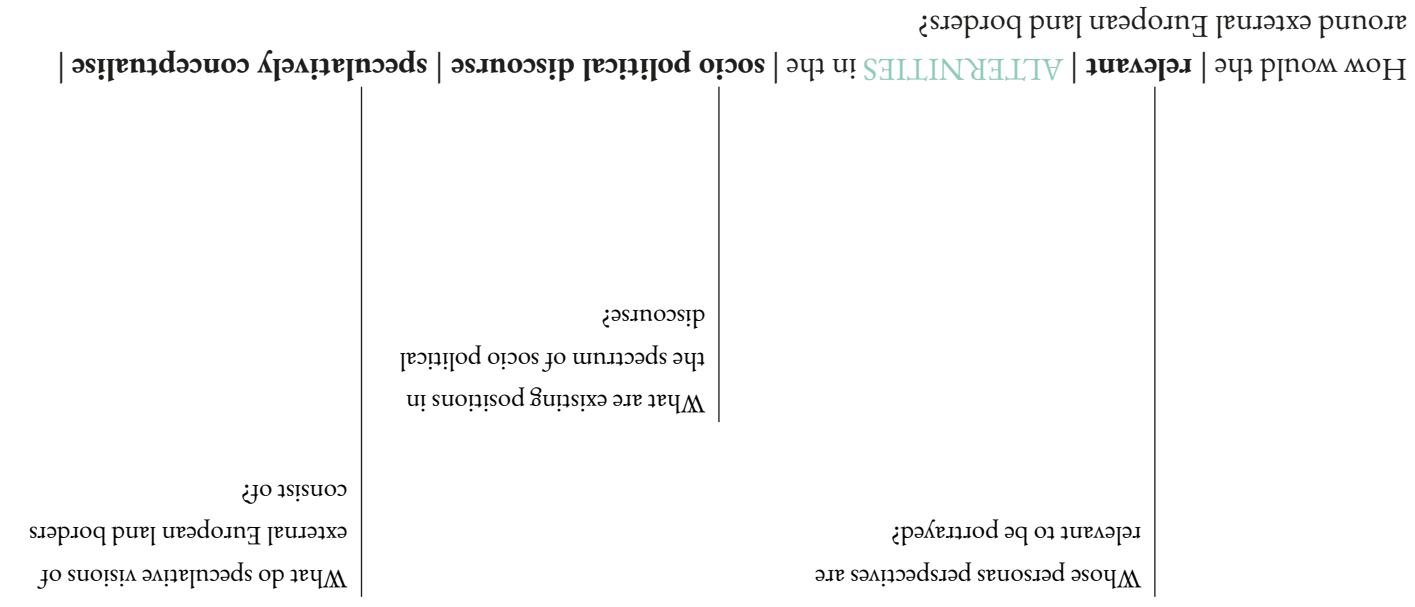 Whose personas perspectives are
relevant to be portrayed?
What are existing positions in
the spectrum of socio political
discourse?
What do speculative visions of
external European land borders
consist of?
How would the | relevant | ALTERNITIES in the | socio political discourse | speculatively conceptualise |
around external European land borders?